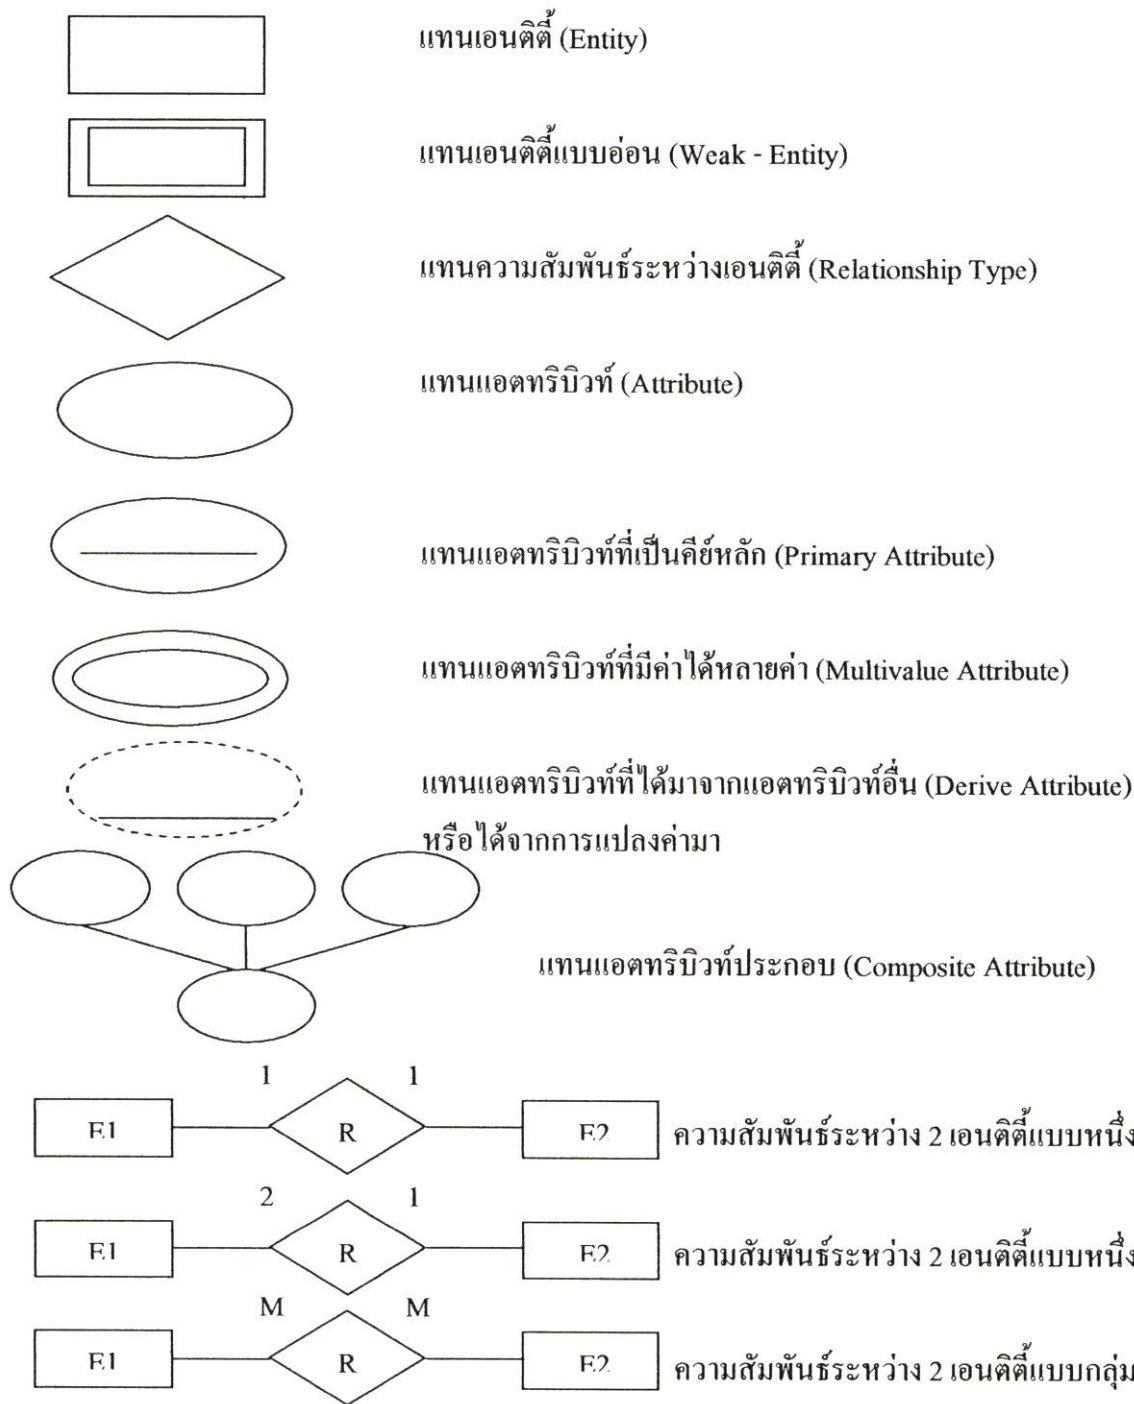 แทนเอนติตี้ (Entity)
แทนเอนติตี้แบบอ่อน (Weak - Entity)
แทนความสัมพันธ์ระหว่างเอนติตี้ (Relationship Type)
แทนแอตทริบิวท์ (Attribute)
แทนแอตทริบิวท์ที่เป็นคีย์หลัก (Primary Attribute)
แทนแอตทริบิวท์ที่มีค่าได้หลายค่า (Multivalue Attribute)
แทนแอตทริบิวท์ที่ได้มาจากแอตทริบิวท์อื่น (Derive Attribute)
หรือได้จากการแปลงค่ามา
แทนแอตทริบิวท์ประกอบ (Composite Attribute)
1 1
E1 R E2 ความสัมพันธ์ระหว่าง 2 เอนติตี้แบบหนึ่ง
2 1
E1 R E2 ความสัมพันธ์ระหว่าง 2 เอนติตี้แบบหนึ่ง
M M
E1 R E2 ความสัมพันธ์ระหว่าง 2 เอนติตี้แบบกลุ่ม